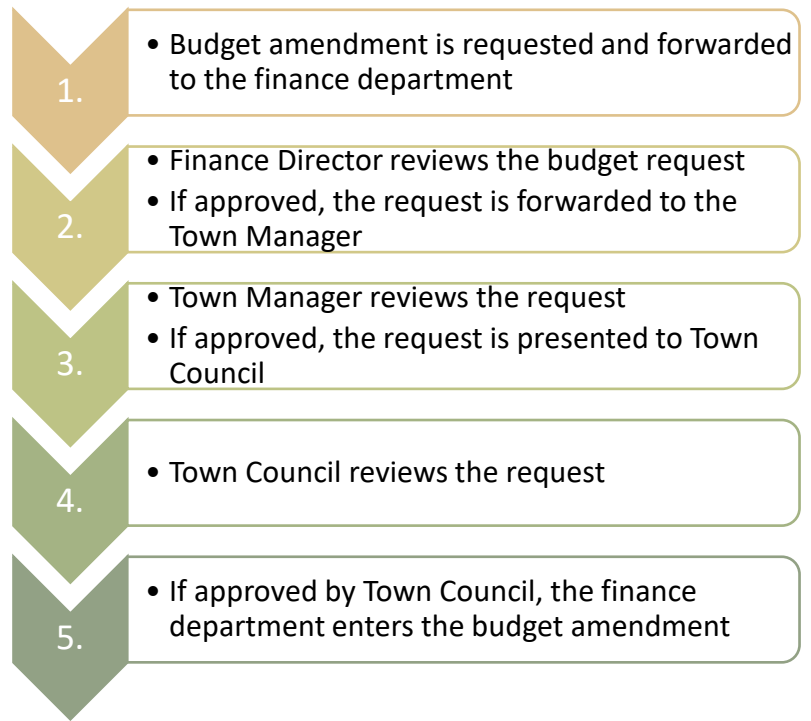 1.
• Budget amendment is requested and forwarded
to the finance department
2.
• Finance Director reviews the budget request
• If approved, the request is forwarded to the
Town Manager
3.
• Town Manager reviews the request
• If approved, the request is presented to Town
Council
4.
• Town Council reviews the request
5.
• If approved by Town Council, the finance
department enters the budget amendment